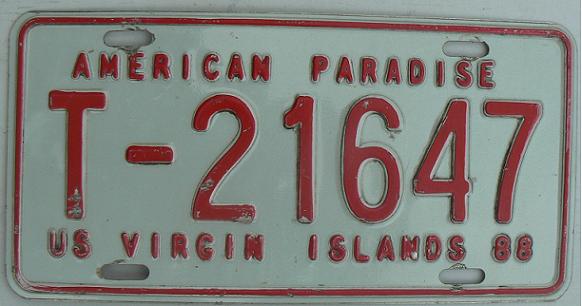 AMERICAN PARADISE
T-21647
US VIRGIN ISLANDS 88